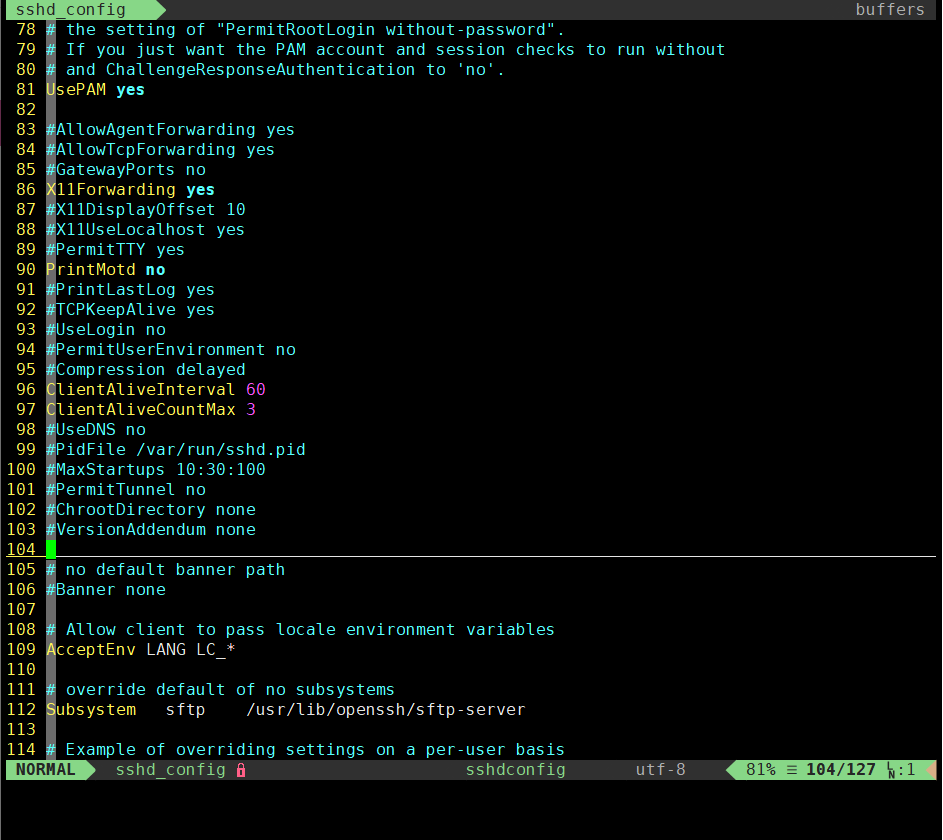 sshd_config buffers
78 # the setting of "PermitRootLogin without-password".
79 # If you just want the PAM account and session checks to run without
80 # and ChallengeResponseAuthentication to 'no'.
81 UsePAM yes
82
83 #AllowAgentForwarding yes
84 #AllowTcpForwarding yes
85 #GatewayPorts no
86 X11Forwarding yes
87 #X11DisplayOffset 10
88 #X11UseLocalhost yes
89 #PermitTTY yes
90 PrintMotd no
91 #PrintLastLog yes
92 #TCPKeepAlive yes
93 #UseLogin no
94 #PermitUserEnvironment no
95 #Compression delayed
96 ClientAliveInterval 60
97 ClientAliveCountMax 3
98 #UseDNS no
99 #PidFile /var/run/sshd.pid
100 #MaxStartups 10:30:100
101 #PermitTunnel no
102 #ChrootDirectory none
103 #VersionAddendum none
104
105 # no default banner path
106 #Banner none
107
108 # Allow client to pass locale environment variables
109 AcceptEnv LANG LC_*
110
111 # override default of no subsystems
112 Subsystem   sftp    /usr/lib/openssh/sftp-server
113
114 # Example of overriding settings on a per-user basis
NORMAL sshd_config sshdconfig utf-8 81% ≡ 104/127 LN:1